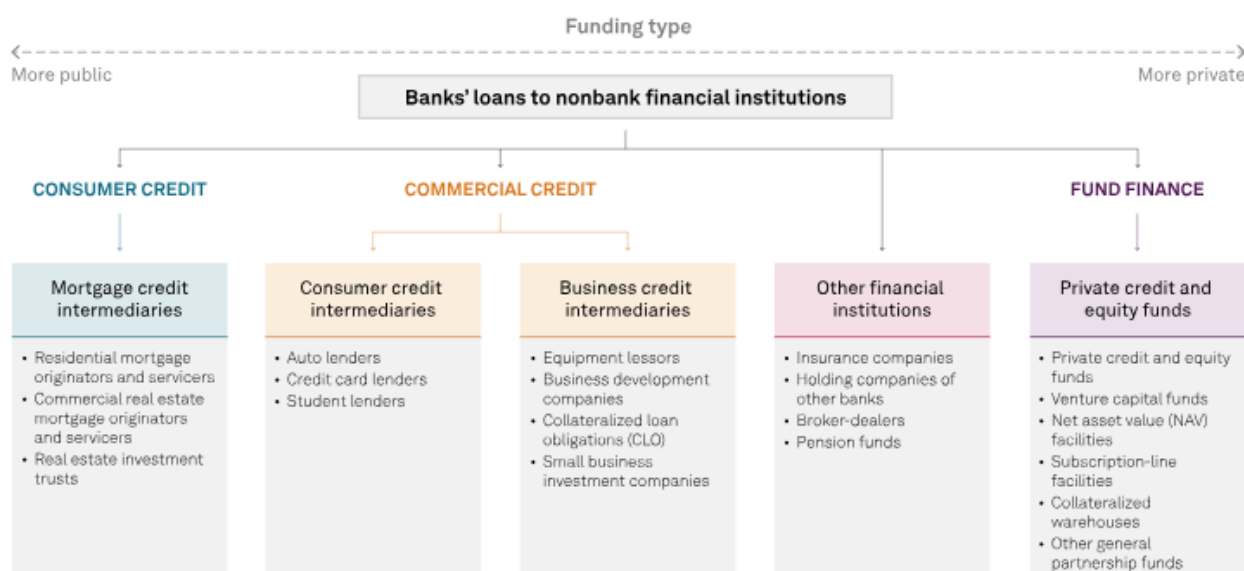 Funding type
More public
More private
Banks' loans to nonbank financial institutions
CONSUMER CREDIT
COMMERCIAL CREDIT
FUND FINANCE
Mortgage credit
intermediaries
• Residential mortgage
originators and servicers
• Commercial real estate
mortgage originators
and servicers
• Real estate investment
trusts
Consumer credit
intermediaries
• Auto lenders
• Credit card lenders
• Student lenders
Business credit
intermediaries
• Equipment lessors
• Business development
companies
• Collateralized loan
obligations (CLO)
• Small business
investment companies
Other financial
institutions
• Insurance companies
• Holding companies of
other banks
• Broker-dealers
• Pension funds
Private credit and
equity funds
• Private credit and equity
funds
• Venture capital funds
• Net asset value (NAV)
facilities
• Subscription-line
facilities
• Collateralized
warehouses
• Other general
partnership funds